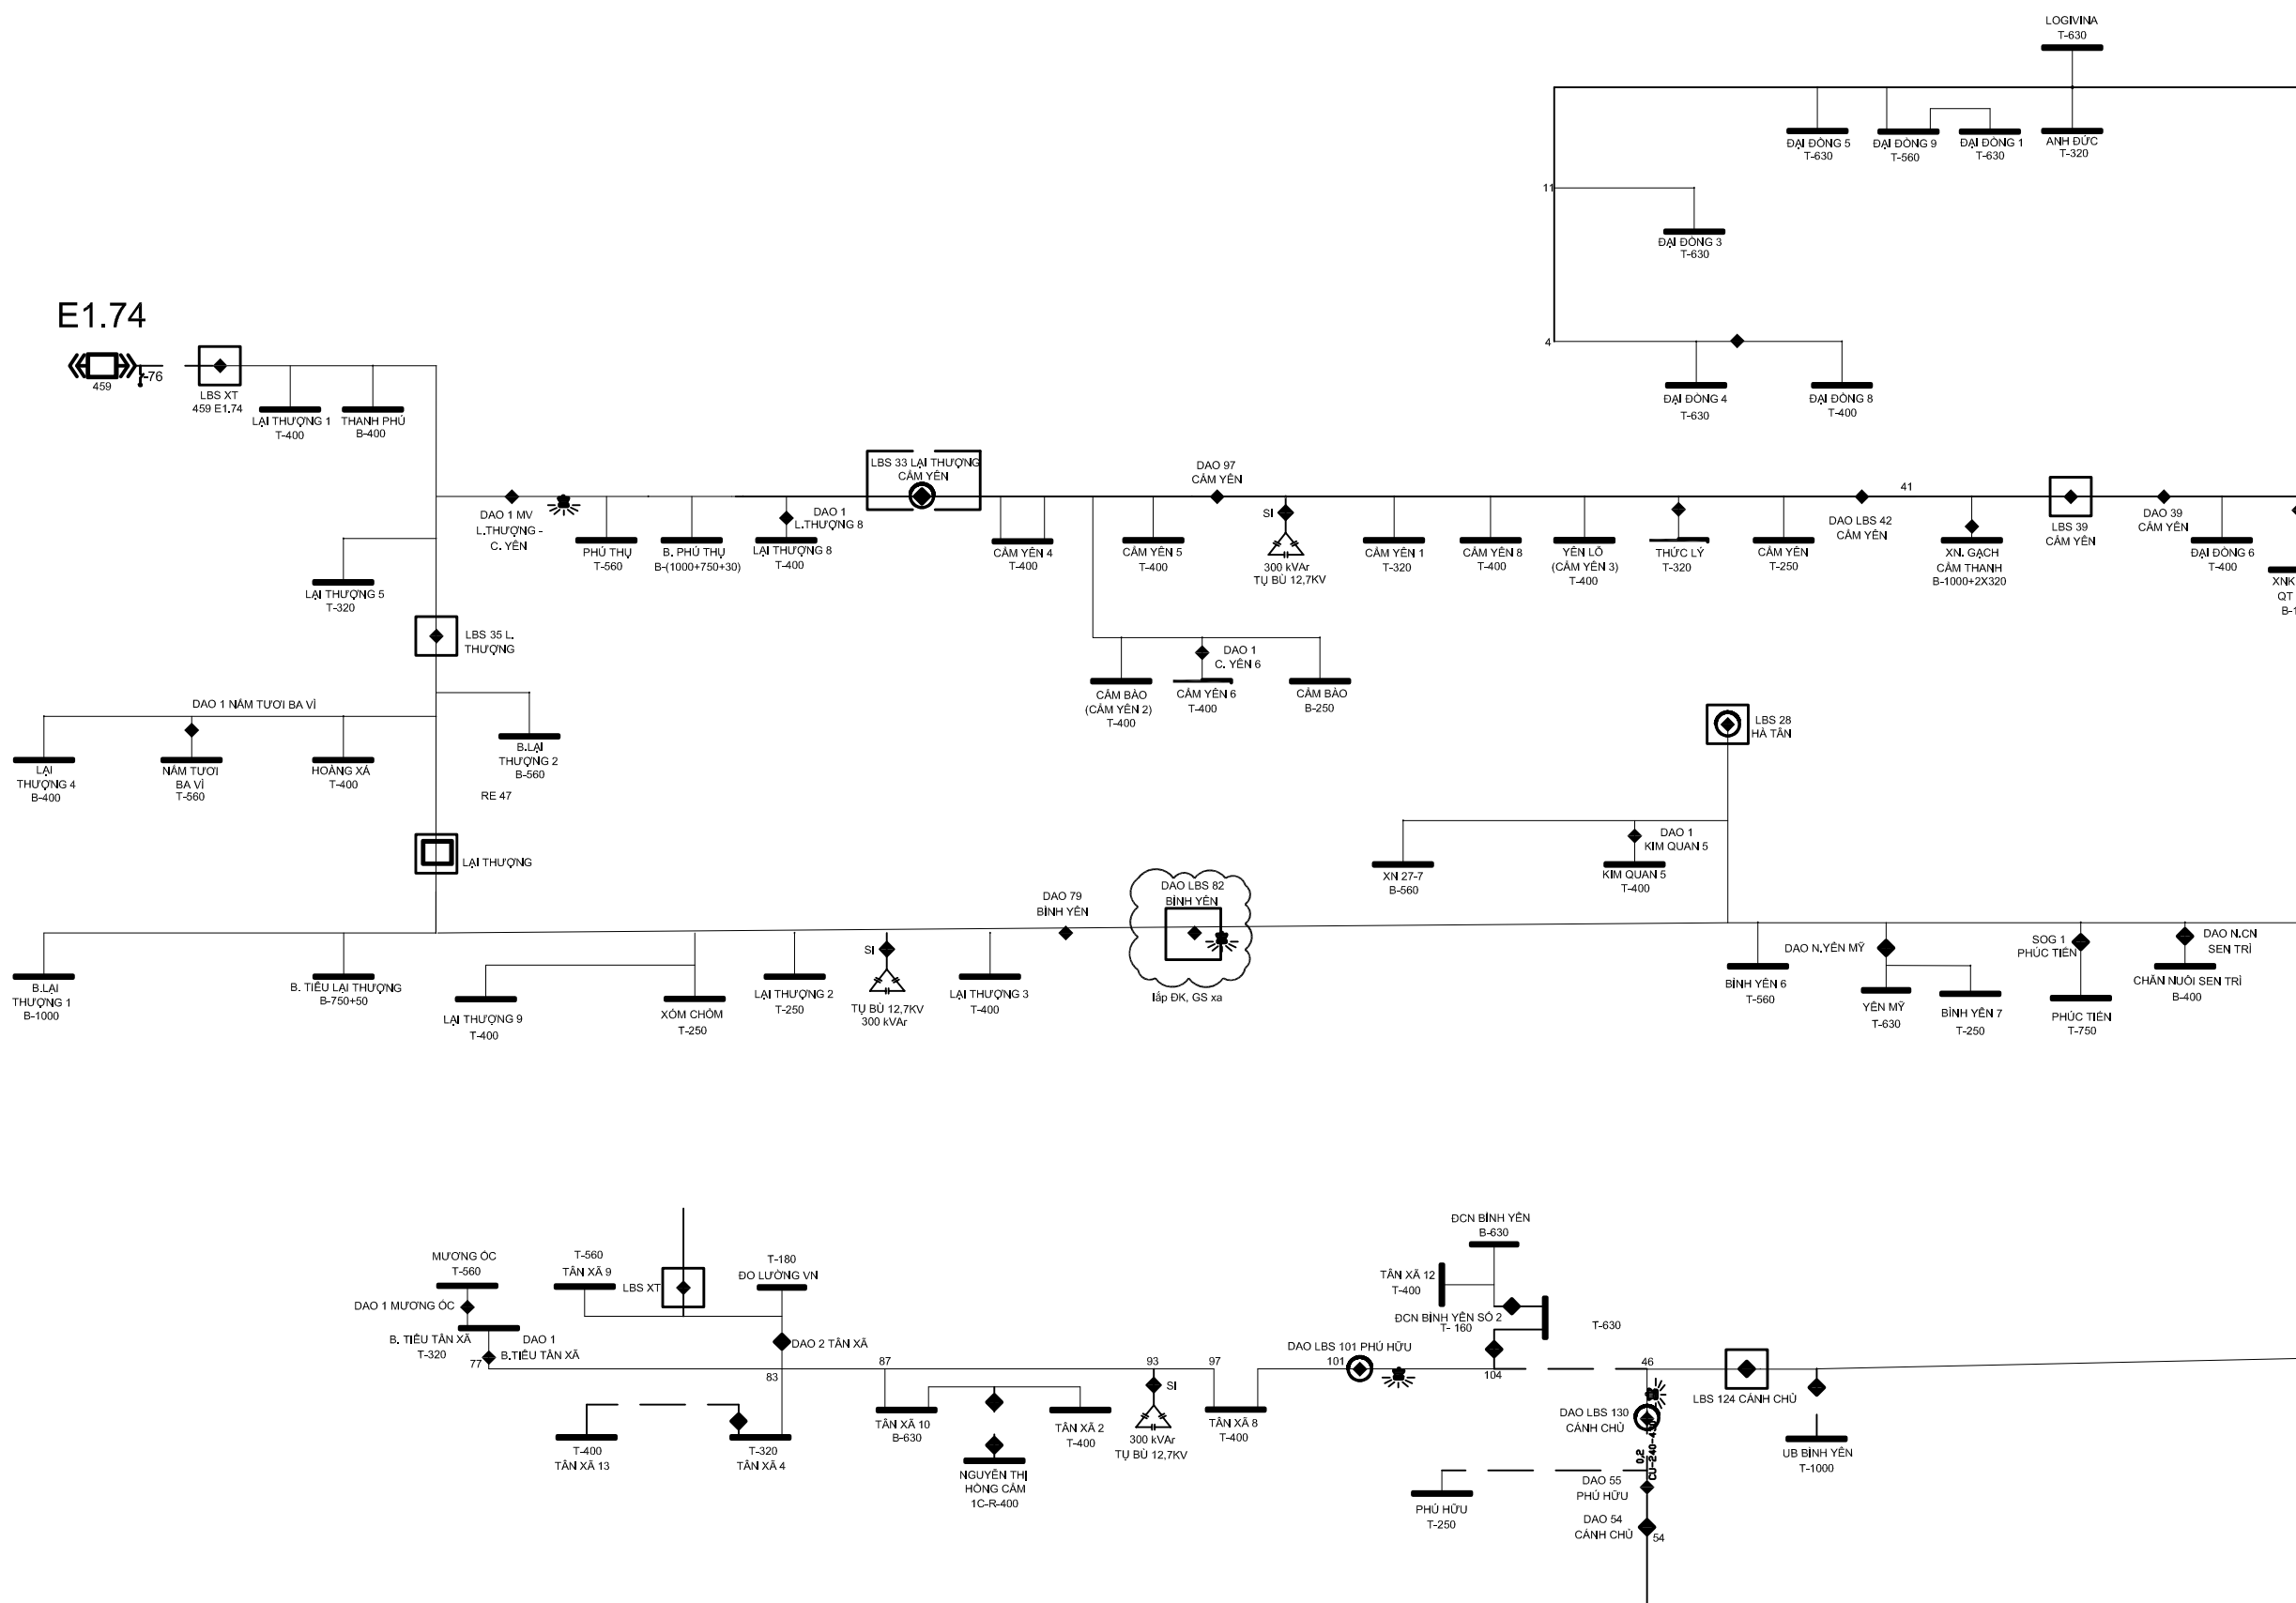 LOGIVINA
T-630
ĐẠI ĐỒNG 5
T-630
ĐẠI ĐỒNG 9
T-560
ĐẠI ĐỒNG 1
T-630
ANH ĐỨC
T-320
11
ĐẠI ĐỒNG 3
T-630
4
ĐẠI ĐỒNG 4
T-630
ĐẠI ĐỒNG 8
T-400
E1.74
459
-76
LBS XT
459 E1.74
LẠI THƯỢNG 1
T-400
THANH PHÚ
B-400
DAO 1 MV
L.THƯỢNG -
C. YÊN
PHÚ THỤ
T-560
B. PHÚ THỤ
B-(1000+750+30)
DAO 1
L.THƯỢNG 8
LẠI THƯỢNG 8
T-400
LBS 33 LẠI THƯỢNG
CẨM YÊN
CẨM YÊN 4
T-400
CẨM YÊN 5
T-400
DAO 97
CẨM YÊN
SI
300 kVAr
TỤ BÙ 12,7KV
CẨM YÊN 1
T-320
CẨM YÊN 8
T-400
YÊN LỖ
(CẨM YÊN 3)
T-400
THỨC LÝ
T-320
CẨM YÊN
T-250
DAO LBS 42
CẨM YÊN
41
XN. GẠCH
CẨM THANH
B-1000+2X320
LBS 39
CẨM YÊN
DAO 39
CẨM YÊN
ĐẠI ĐỒNG 6
T-400
XNK
QT
B-1
LẠI THƯỢNG 5
T-320
LBS 35 L.
THƯỢNG
DAO 1
C. YÊN 6
CẨM BÀO
(CẨM YÊN 2)
T-400
CẨM YÊN 6
T-400
CẨM BÀO
B-250
DAO 1 NẤM TƯƠI BA VÌ
LẠI
THƯỢNG 4
B-400
NẤM TƯƠI
BA VÌ
T-560
HOÀNG XÁ
T-400
B.LẠI
THƯỢNG 2
B-560
RE 47
LẠI THƯỢNG
LBS 28
HẠ TẦN
XN 27-7
B-560
DAO 1
KIM QUAN 5
KIM QUAN 5
T-400
B.LẠI
THƯỢNG 1
B-1000
B. TIÊU LẠI THƯỢNG
B-750+50
LẠI THƯỢNG 9
T-400
XÓM CHÒM
T-250
LẠI THƯỢNG 2
T-250
SI
TỤ BÙ 12,7KV
300 kVAr
LẠI THƯỢNG 3
T-400
DAO 79
BÌNH YÊN
DAO LBS 82
BÌNH YÊN
lắp ĐK, GS xa
BÌNH YÊN 6
T-560
DAO N.YÊN MỸ
YÊN MỸ
T-630
BÌNH YÊN 7
T-250
SOG 1
PHÚC TIẾN
PHÚC TIẾN
T-750
DAO N.CN
SEN TRÌ
CHĂN NUÔI SEN TRÌ
B-400
MƯƠNG ỐC
T-560
DAO 1 MƯƠNG ỐC
B. TIÊU TÂN XÃ
T-320
DAO 1
B.TIÊU TÂN XÃ
77
T-560
TÂN XÃ 9
LBS XT
T-180
ĐO LƯỜNG VN
DAO 2 TÂN XÃ
83
T-400
TÂN XÃ 13
T-320
TÂN XÃ 4
87
TÂN XÃ 10
B-630
NGUYỄN THỊ
HỒNG CẨM
1C-R-400
TÂN XÃ 2
T-400
93
SI
300 kVAr
TỤ BÙ 12,7KV
97
TÂN XÃ 8
T-400
DAO LBS 101 PHÚ HỮU
101
ĐCN BÌNH YÊN
B-630
TÂN XÃ 12
T-400
ĐCN BÌNH YÊN SỐ 2
T- 160
T-630
104
46
LBS 124 CÁNH CHỦ
UB BÌNH YÊN
T-1000
DAO LBS 130
CÁNH CHỦ
0,2
PHÚ HỮU
T-250
DAO 55
PHÚ HỮU
DAO 54
CÁNH CHỦ
54